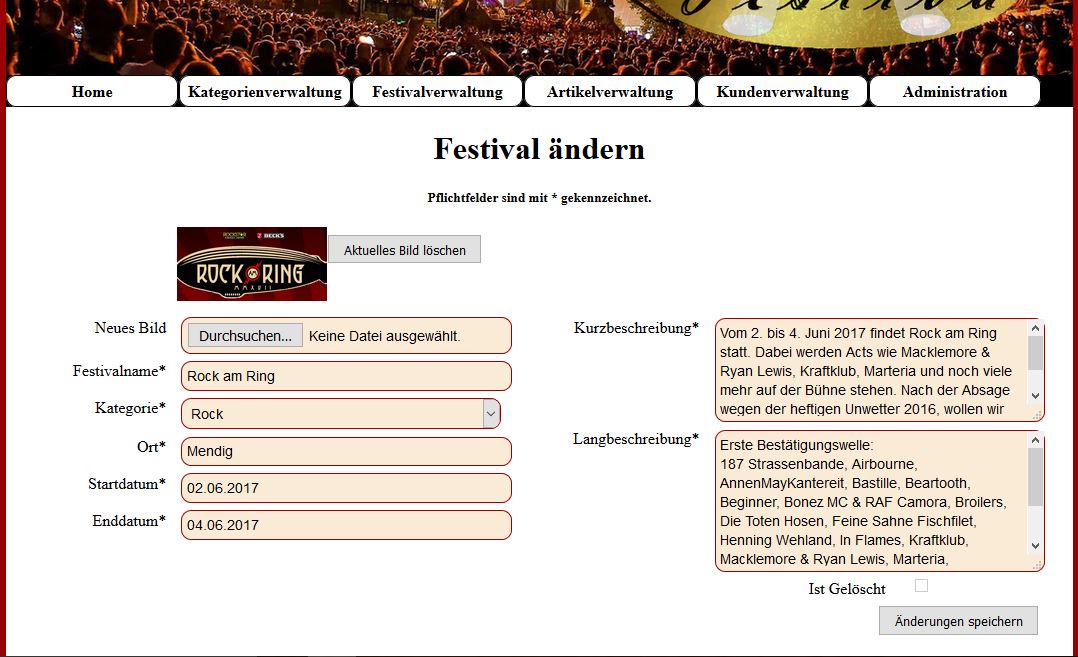 Festival
Home Kategorienverwaltung Festivalverwaltung Artikelverwaltung Kundenverwaltung Administration
Festival ändern
Pflichtfelder sind mit * gekennzeichnet.
ROCKSTAR BECK'S
ROCK RING
MMXVII
Aktuelles Bild löschen
Neues Bild Durchsuchen... Keine Datei ausgewählt.
Festivalname* Rock am Ring
Kategorie* Rock
Ort* Mendig
Startdatum* 02.06.2017
Enddatum* 04.06.2017
Kurzbeschreibung* Vom 2. bis 4. Juni 2017 findet Rock am Ring
statt. Dabei werden Acts wie Macklemore &
Ryan Lewis, Kraftklub, Marteria und noch viele
mehr auf der Bühne stehen. Nach der Absage
wegen der heftigen Unwetter 2016, wollen wir
Langbeschreibung* Erste Bestätigungswelle:
187 Strassenbande, Airbourne,
AnnenMayKantereit, Bastille, Beartooth,
Beginner, Bonez MC & RAF Camora, Broilers,
Die Toten Hosen, Feine Sahne Fischfilet,
Henning Wehland, In Flames, Kraftklub,
Macklemore & Ryan Lewis, Marteria,
Ist Gelöscht
Änderungen speichern